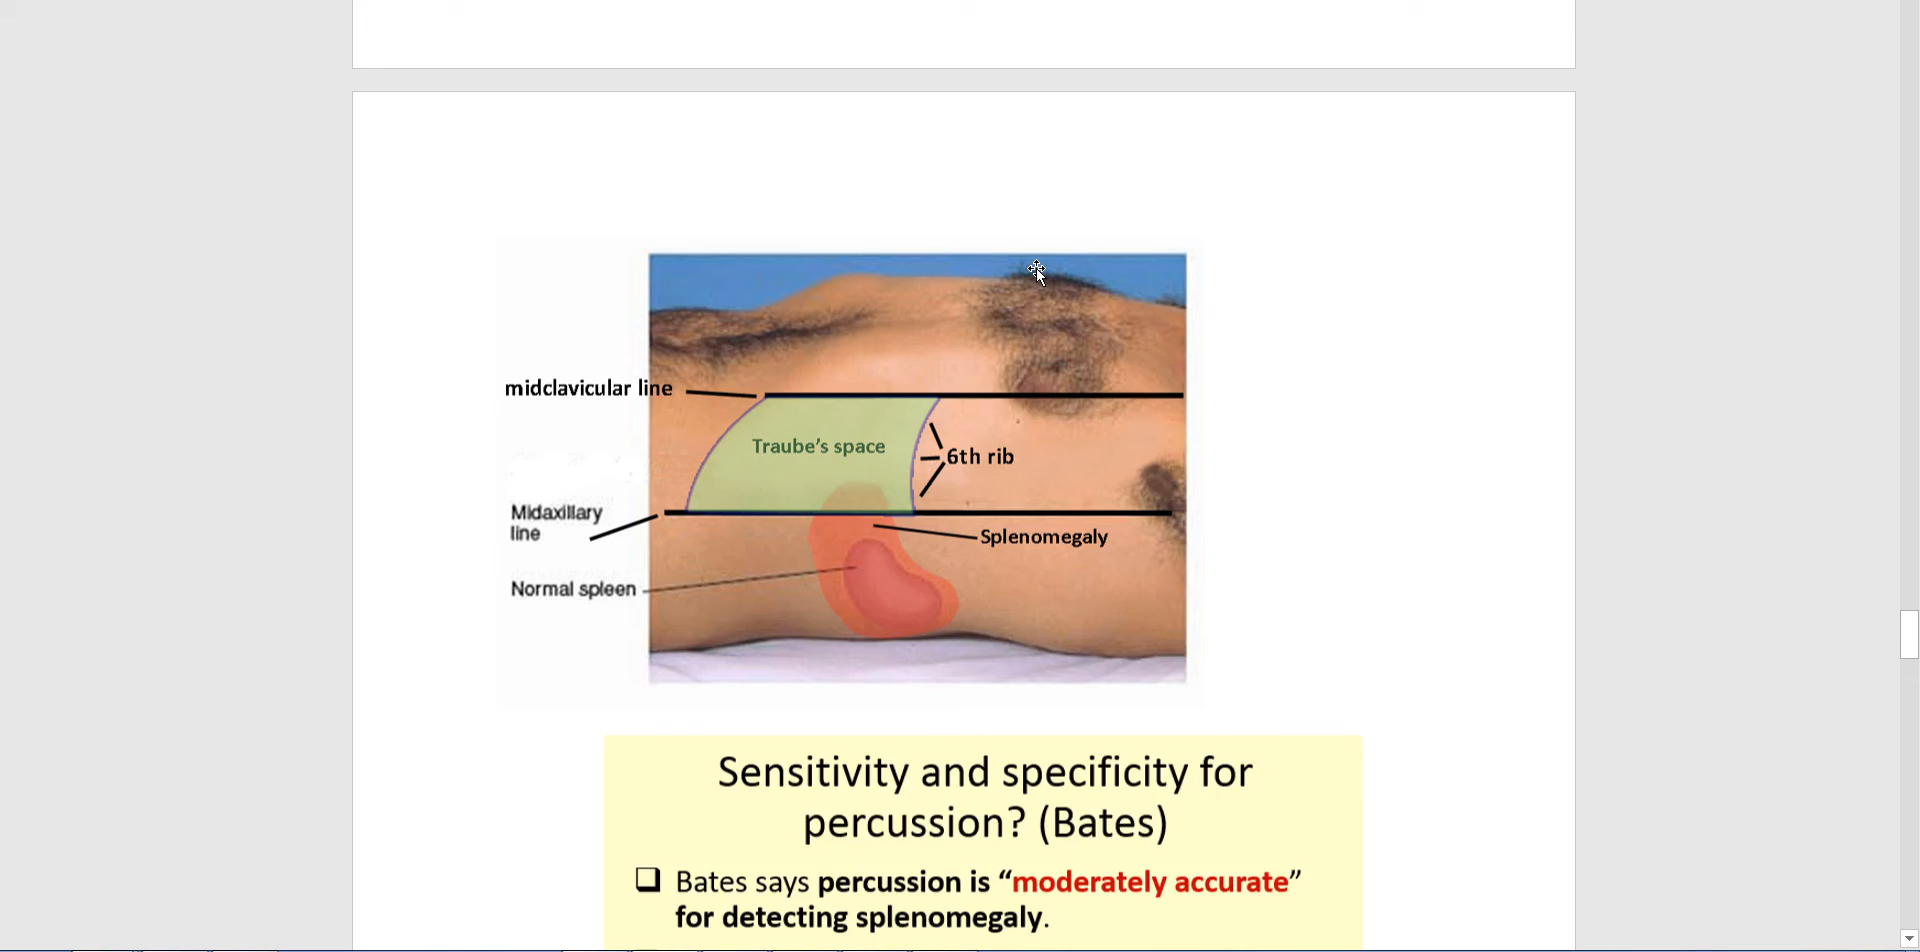 midclavicular line
Traube's space
6th rib
Midaxillary
line
Splenomegaly
Normal spleen
Sensitivity and specificity for
percussion? (Bates)
❑ Bates says percussion is “moderately accurate”
for detecting splenomegaly.